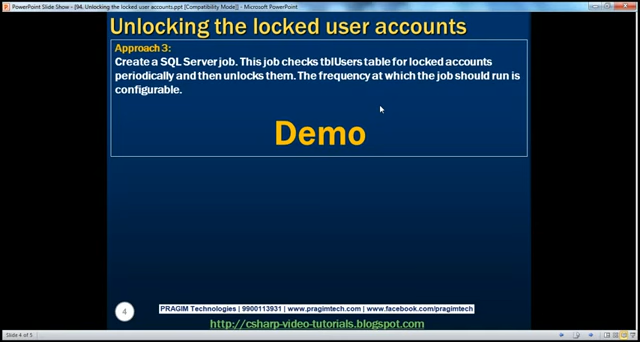 PowerPoint Slide Show - [94. Unlocking the locked user accounts.ppt [Compatibility Mode]] - Microsoft PowerPoint
Unlocking the locked user accounts
Approach 3:
Create a SQL Server job. This job checks tblUsers table for locked accounts
periodically and then unlocks them. The frequency at which the job should run is
configurable.
Demo
4
PRAGIM Technologies | 9900113931 | www.pragimtech.com | www.facebook.com/pragimtech
http://csharp-video-tutorials.blogspot.com
Slide 4 of 5